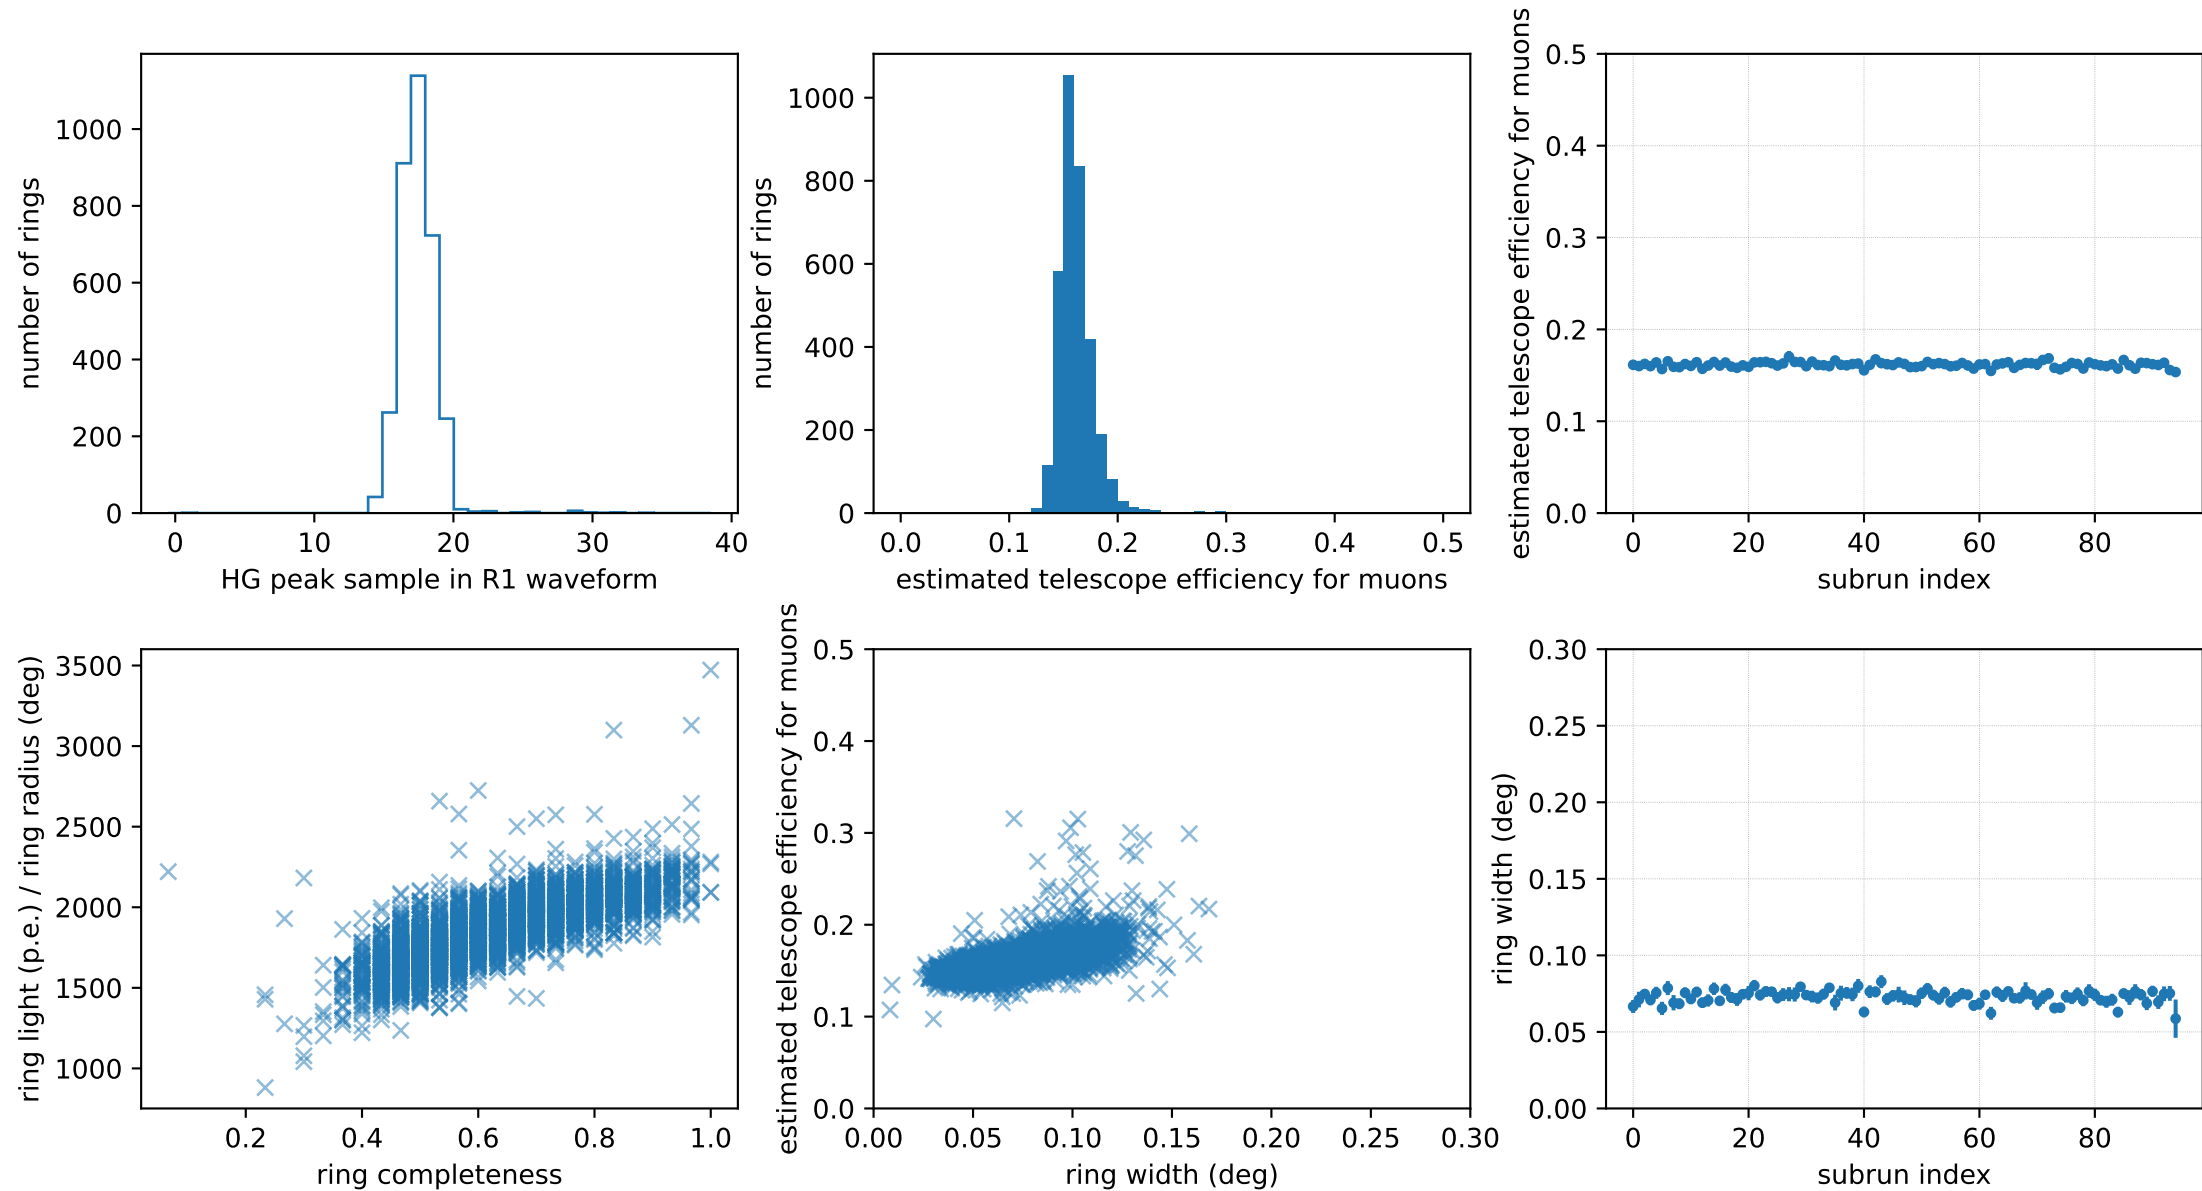 number of rings
1000
800
600
400
200
0
0 10 20 30 40
HG peak sample in R1 waveform
number of rings
1000
800
600
400
200
0
0.0 0.1 0.2 0.3 0.4 0.5
estimated telescope efficiency for muons
estimated telescope efficiency for muons
0.5
0.4
0.3
0.2
0.1
0.0
0 20 40 60 80
subrun index
ring light (p.e.) / ring radius (deg)
3500
3000
2500
2000
1500
1000
0.2 0.4 0.6 0.8 1.0
ring completeness
estimated telescope efficiency for muons
0.5
0.4
0.3
0.2
0.1
0.0
0.00 0.05 0.10 0.15 0.20 0.25 0.30
ring width (deg)
ring width (deg)
0.30
0.25
0.20
0.15
0.10
0.05
0.00
0 20 40 60 80
subrun index